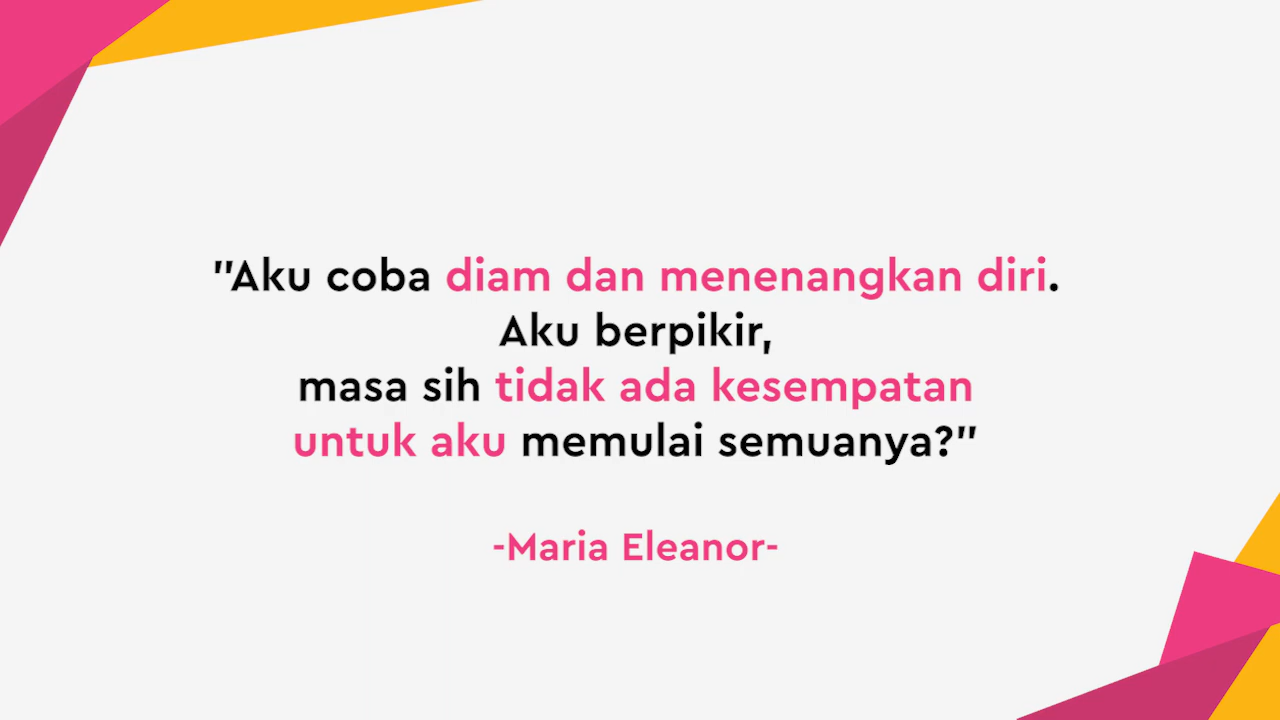 "Aku coba diam dan menenangkan diri.
Aku berpikir,
masa sih tidak ada kesempatan
untuk aku memulai semuanya?"
-Maria Eleanor-